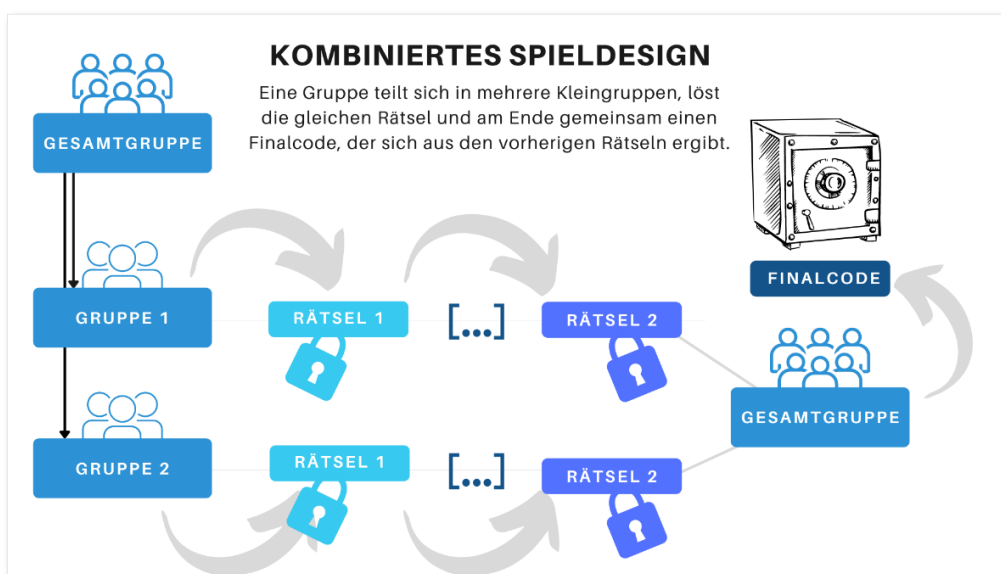 KOMBINIERTES SPIELDESIGN
Eine Gruppe teilt sich in mehrere Kleingruppen, löst
die gleichen Rätsel und am Ende gemeinsam einen
Finalcode, der sich aus den vorherigen Rätseln ergibt.
GESAMTGRUPPE
GRUPPE 1
RÄTSEL 1
[...]
RÄTSEL 2
GRUPPE 2
RÄTSEL 1
[...]
RÄTSEL 2
GESAMTGRUPPE
FINALCODE